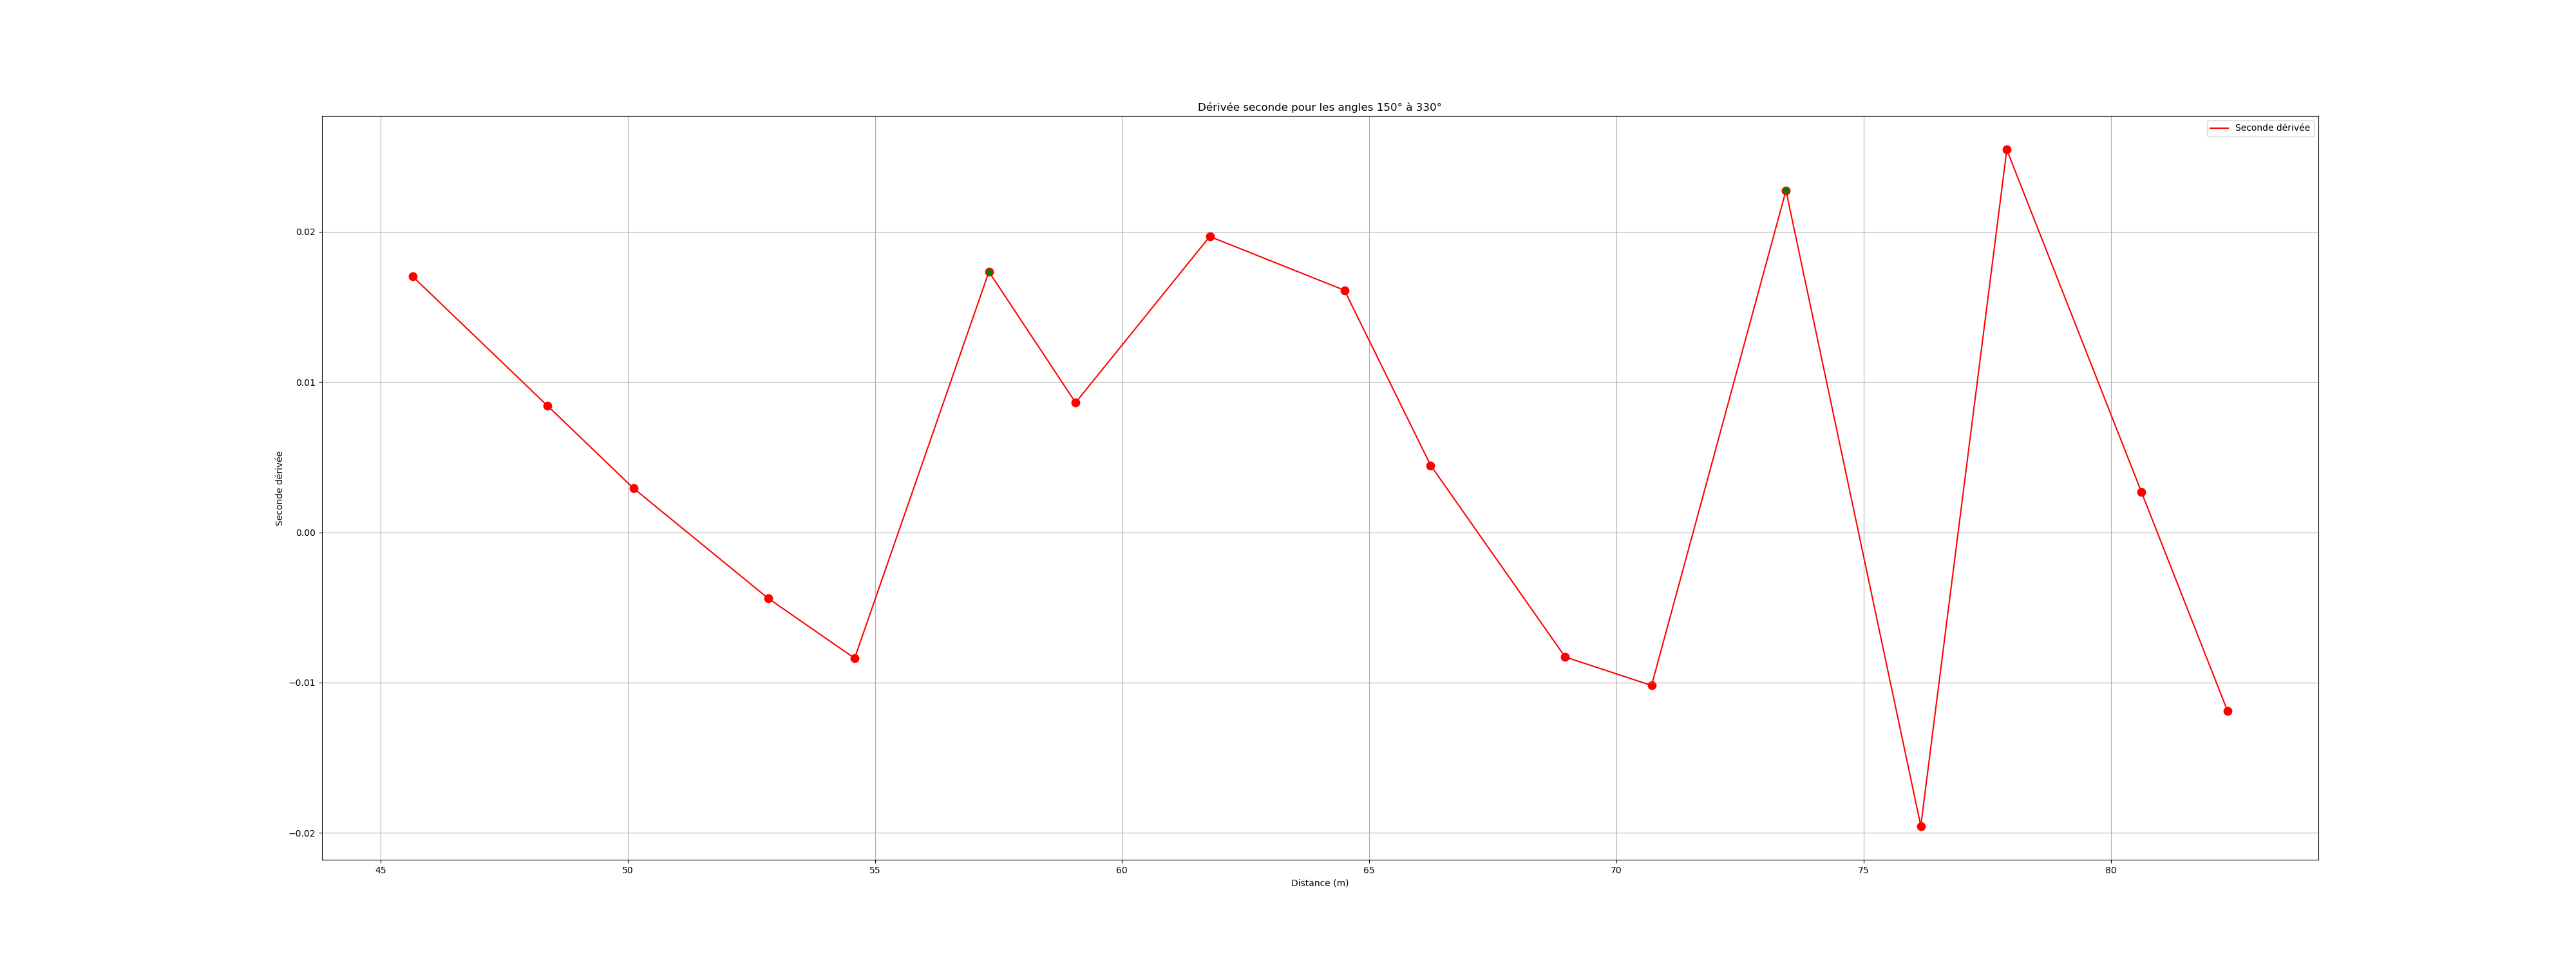 Dérivée seconde pour les angles 150° à 330°
Seconde dérivée
0.02
0.01
0.00
−0.01
−0.02
Seconde dérivée
45 50 55 60 65 70 75 80
Distance (m)